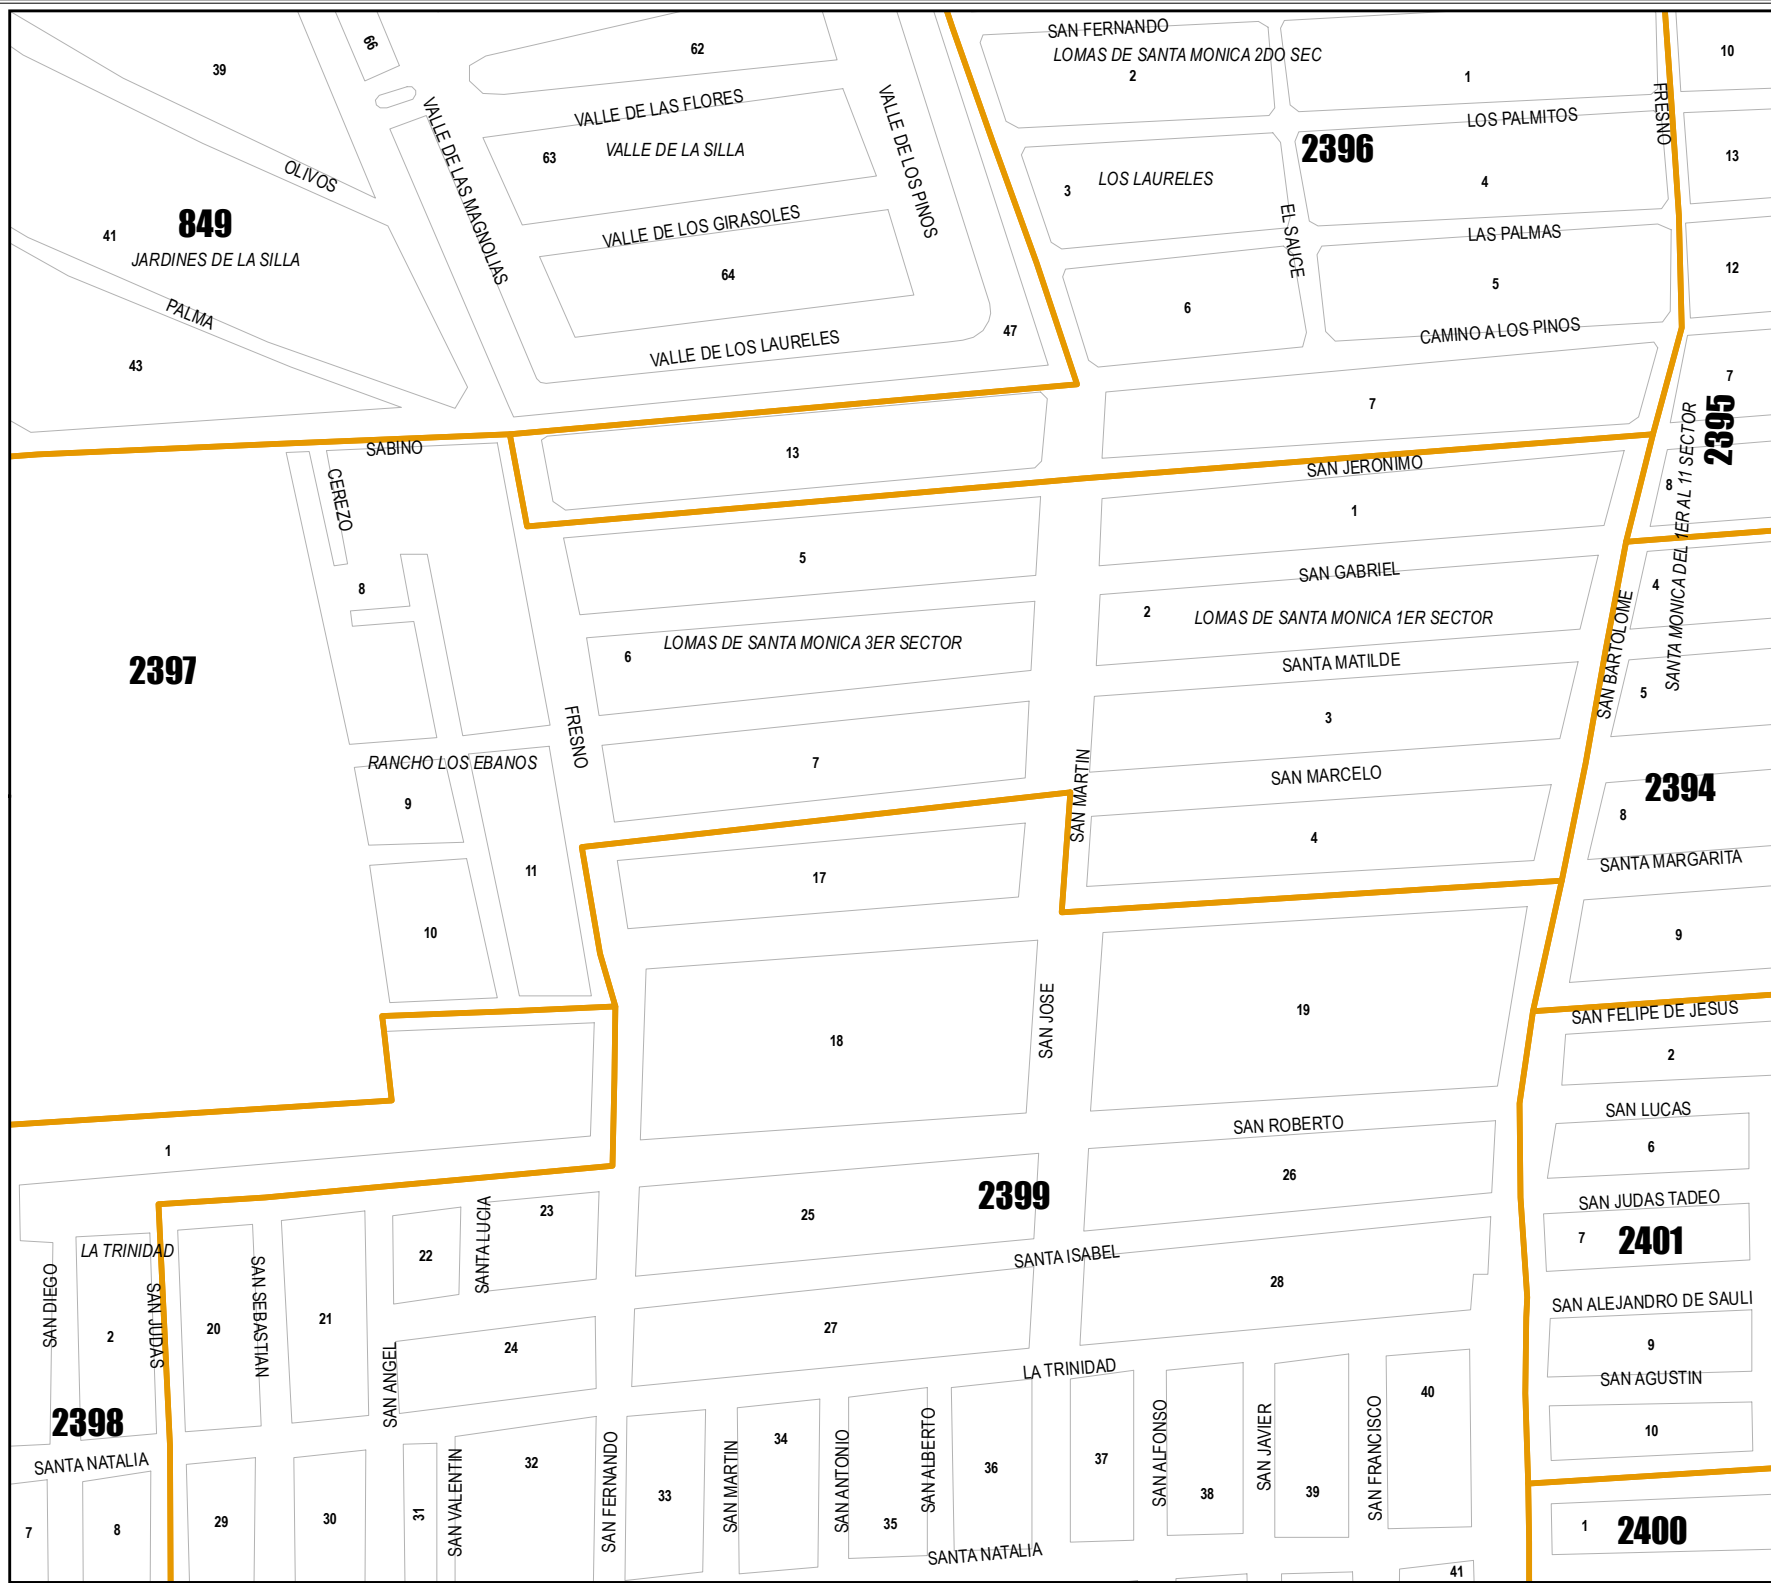 39
66
62
SAN FERNANDO
LOMAS DE SANTA MONICA 2DO SEC
2
1
10
VALLE DE LAS FLORES
VALLE DE LAS MAGNOLIAS
VALLE DE LOS PINOS
FRESNO
LOS PALMITOS
2396
63
VALLE DE LA SILLA
13
OLIVOS
3
LOS LAURELES
4
849
41
JARDINES DE LA SILLA
VALLE DE LOS GIRASOLES
EL SAUCE
LAS PALMAS
64
12
5
PALMA
6
47
CAMINO A LOS PINOS
VALLE DE LOS LAURELES
43
7
7
2395
SABINO
13
SAN JERONIMO
SANTA MONICA DEL 1ER AL 11 SECTOR
8
CEREZO
1
5
SAN GABRIEL
8
4
2
LOMAS DE SANTA MONICA 1ER SECTOR
SAN BARTOLOME
LOMAS DE SANTA MONICA 3ER SECTOR
6
2397
SANTA MATILDE
5
3
FRESNO
RANCHO LOS EBANOS
7
SAN MARTIN
SAN MARCELO
2394
9
8
4
SANTA MARGARITA
11
17
10
9
SAN JOSE
19
SAN FELIPE DE JESUS
18
2
SAN LUCAS
SAN ROBERTO
1
6
26
2399
SAN JUDAS TADEO
23
25
SANTA LUCIA
7
2401
LA TRINIDAD
22
SANTA ISABEL
28
SAN DIEGO
SAN JUDAS
SAN SEBASTIAN
SAN ALEJANDRO DE SAULI
2
20
21
27
24
9
SAN ANGEL
LA TRINIDAD
SAN AGUSTIN
40
2398
10
SANTA NATALIA
SAN VALENTIN
32
SAN FERNANDO
SAN MARTIN
34
SAN ANTONIO
SAN ALBERTO
36
37
SAN ALFONSO
SAN JAVIER
SAN FRANCISCO
33
38
39
7
8
29
30
31
35
1
2400
SANTA NATALIA
41